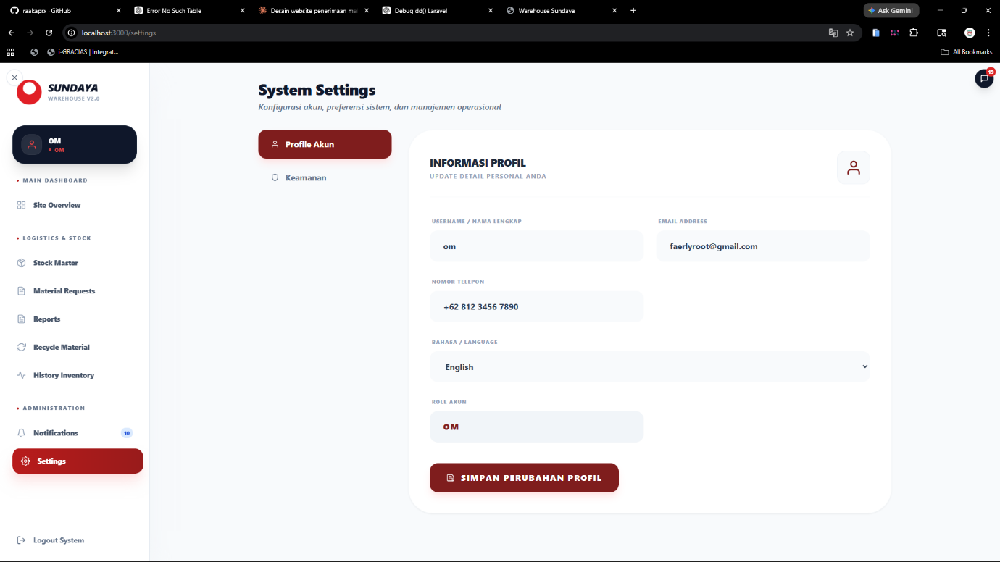 raakaprx · GitHub
Error No Such Table
Desain website penerimaan ma
Debug dd() Laravel
Warehouse Sundaya
Ask Gemini
localhost:3000/settings
i-GRACIAS | Integrat...
All Bookmarks
SUNDAYA
WAREHOUSE V2.0
OM
OM
MAIN DASHBOARD
Site Overview
LOGISTICS & STOCK
Stock Master
Material Requests
Reports
Recycle Material
History Inventory
ADMINISTRATION
Notifications 10
Settings
Logout System
19
System Settings
Konfigurasi akun, preferensi sistem, dan manajemen operasional
Profile Akun
Keamanan
INFORMASI PROFIL
UPDATE DETAIL PERSONAL ANDA
USERNAME / NAMA LENGKAP
om
EMAIL ADDRESS
faerlyroot@gmail.com
NOMOR TELEPON
+62 812 3456 7890
BAHASA / LANGUAGE
English
ROLE AKUN
OM
SIMPAN PERUBAHAN PROFIL